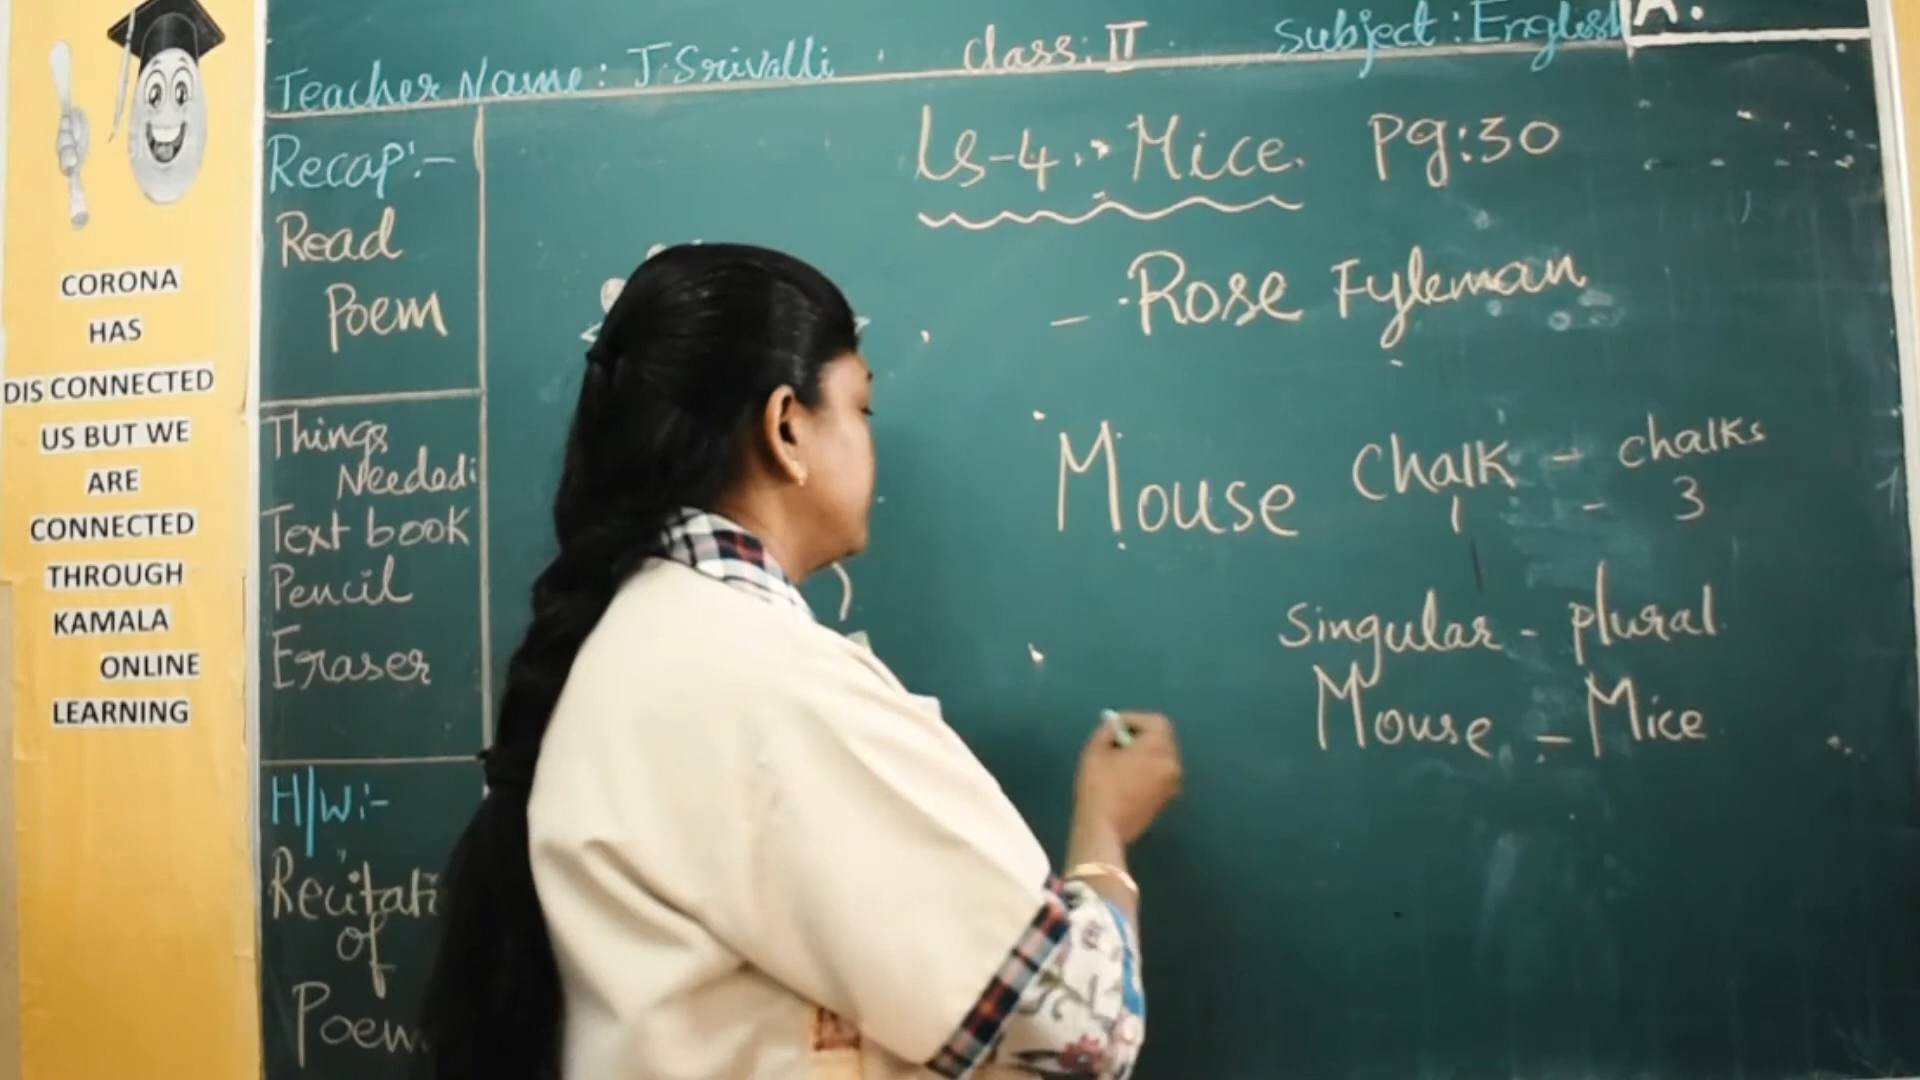 CORONA
HAS
DIS CONNECTED
US BUT WE
ARE
CONNECTED
THROUGH
KAMALA
ONLINE
LEARNING
Teacher Name: J.Srivalli class: II Subject: English
A.
Recap:-
Read
Poem
Things
Needed:
Text book
Pencil
Eraser
H/w:-
of
Poem
Ls-4. Mice. Pg:30
- Rose Fyleman
Mouse Chalk - chalks
1 - 3
Singular - plural
Mouse - Mice